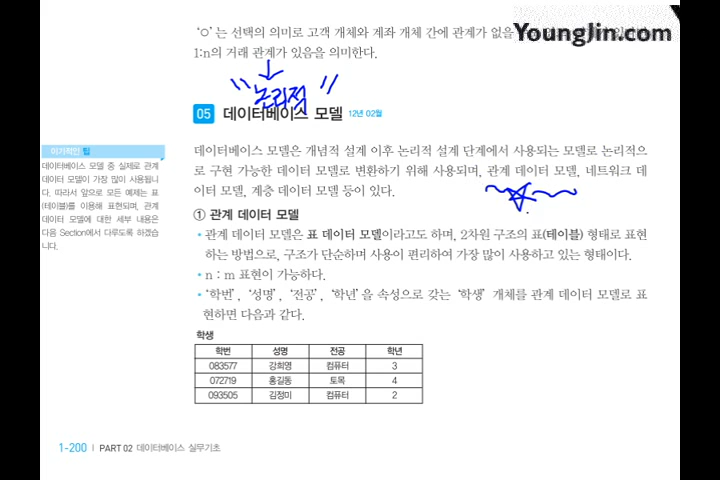 '○'는 선택의 의미로 고객 개체와 계좌 개체 간에 관계가 없을
YoungJin.com
1:n의 거래 관계가 있음을 의미한다.
" 논리적 "
05 데이터베이스 모델 12년 02월
이기적인 팁
데이터베이스 모델 중 실제로 관계
데이터 모델이 가장 많이 사용됩니
다. 따라서 앞으로 모든 예제는 표
(테이블)를 이용해 표현되며, 관계
데이터 모델에 대한 세부 내용은
다음 Section에서 다루도록 하겠습
니다.
데이터베이스 모델은 개념적 설계 이후 논리적 설계 단계에서 사용되는 모델로 논리적으
로 구현 가능한 데이터 모델로 변환하기 위해 사용되며, 관계 데이터 모델, 네트워크 데
이터 모델, 계층 데이터 모델 등이 있다.
① 관계 데이터 모델
• 관계 데이터 모델은 표 데이터 모델이라고도 하며, 2차원 구조의 표(테이블) 형태로 표현
하는 방법으로, 구조가 단순하며 사용이 편리하여 가장 많이 사용하고 있는 형태이다.
• n : m 표현이 가능하다.
• '학번', '성명', '전공', '학년'을 속성으로 갖는 '학생' 개체를 관계 데이터 모델로 표
현하면 다음과 같다.
학생
학번 성명 전공 학년
083577 강희영 컴퓨터 3
072719 홍길동 토목 4
093505 김정미 컴퓨터 2
1-200 | PART 02 데이터베이스 실무기초